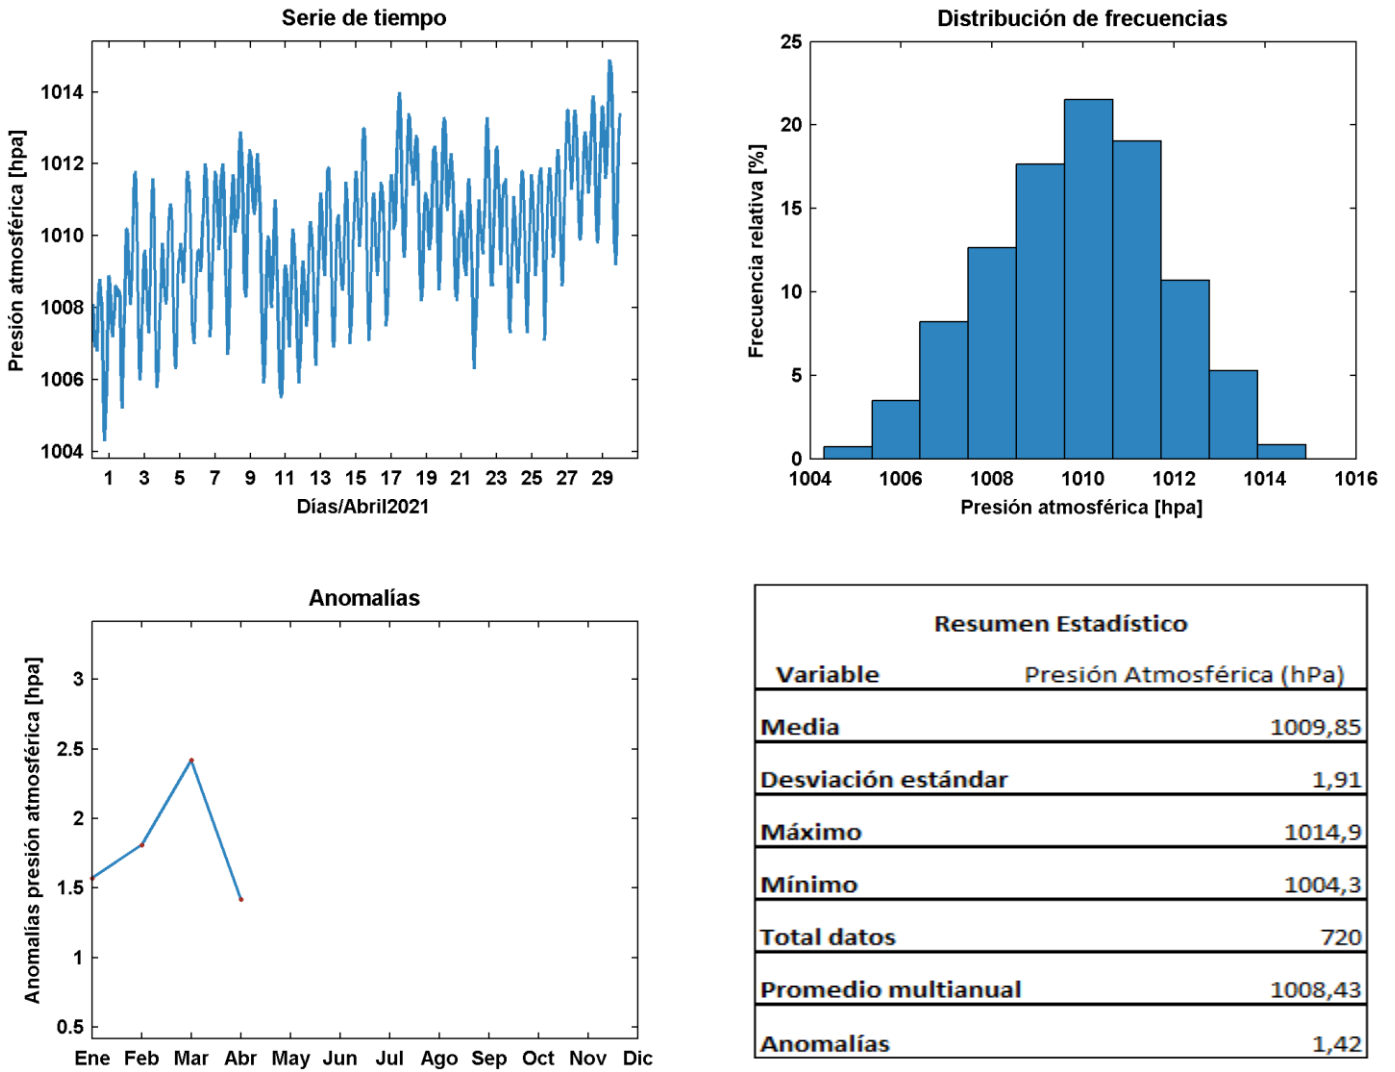 Serie de tiempo
Presión atmosférica [hpa]
1014
1012
1010
1008
1006
1004
1 3 5 7 9 11 13 15 17 19 21 23 25 27 29
Días/Abril2021
Distribución de frecuencias
Frecuencia relativa [%]
25
20
15
10
5
0
1004 1006 1008 1010 1012 1014 1016
Presión atmosférica [hpa]
Anomalías
Anomalías presión atmosférica [hpa]
3
2.5
2
1.5
1
0.5
Ene Feb Mar Abr May Jun Jul Ago Sep Oct Nov Dic
Resumen Estadístico
Variable Presión Atmosférica (hPa)
Media 1009,85
Desviación estándar 1,91
Máximo 1014,9
Mínimo 1004,3
Total datos 720
Promedio multianual 1008,43
Anomalías 1,42